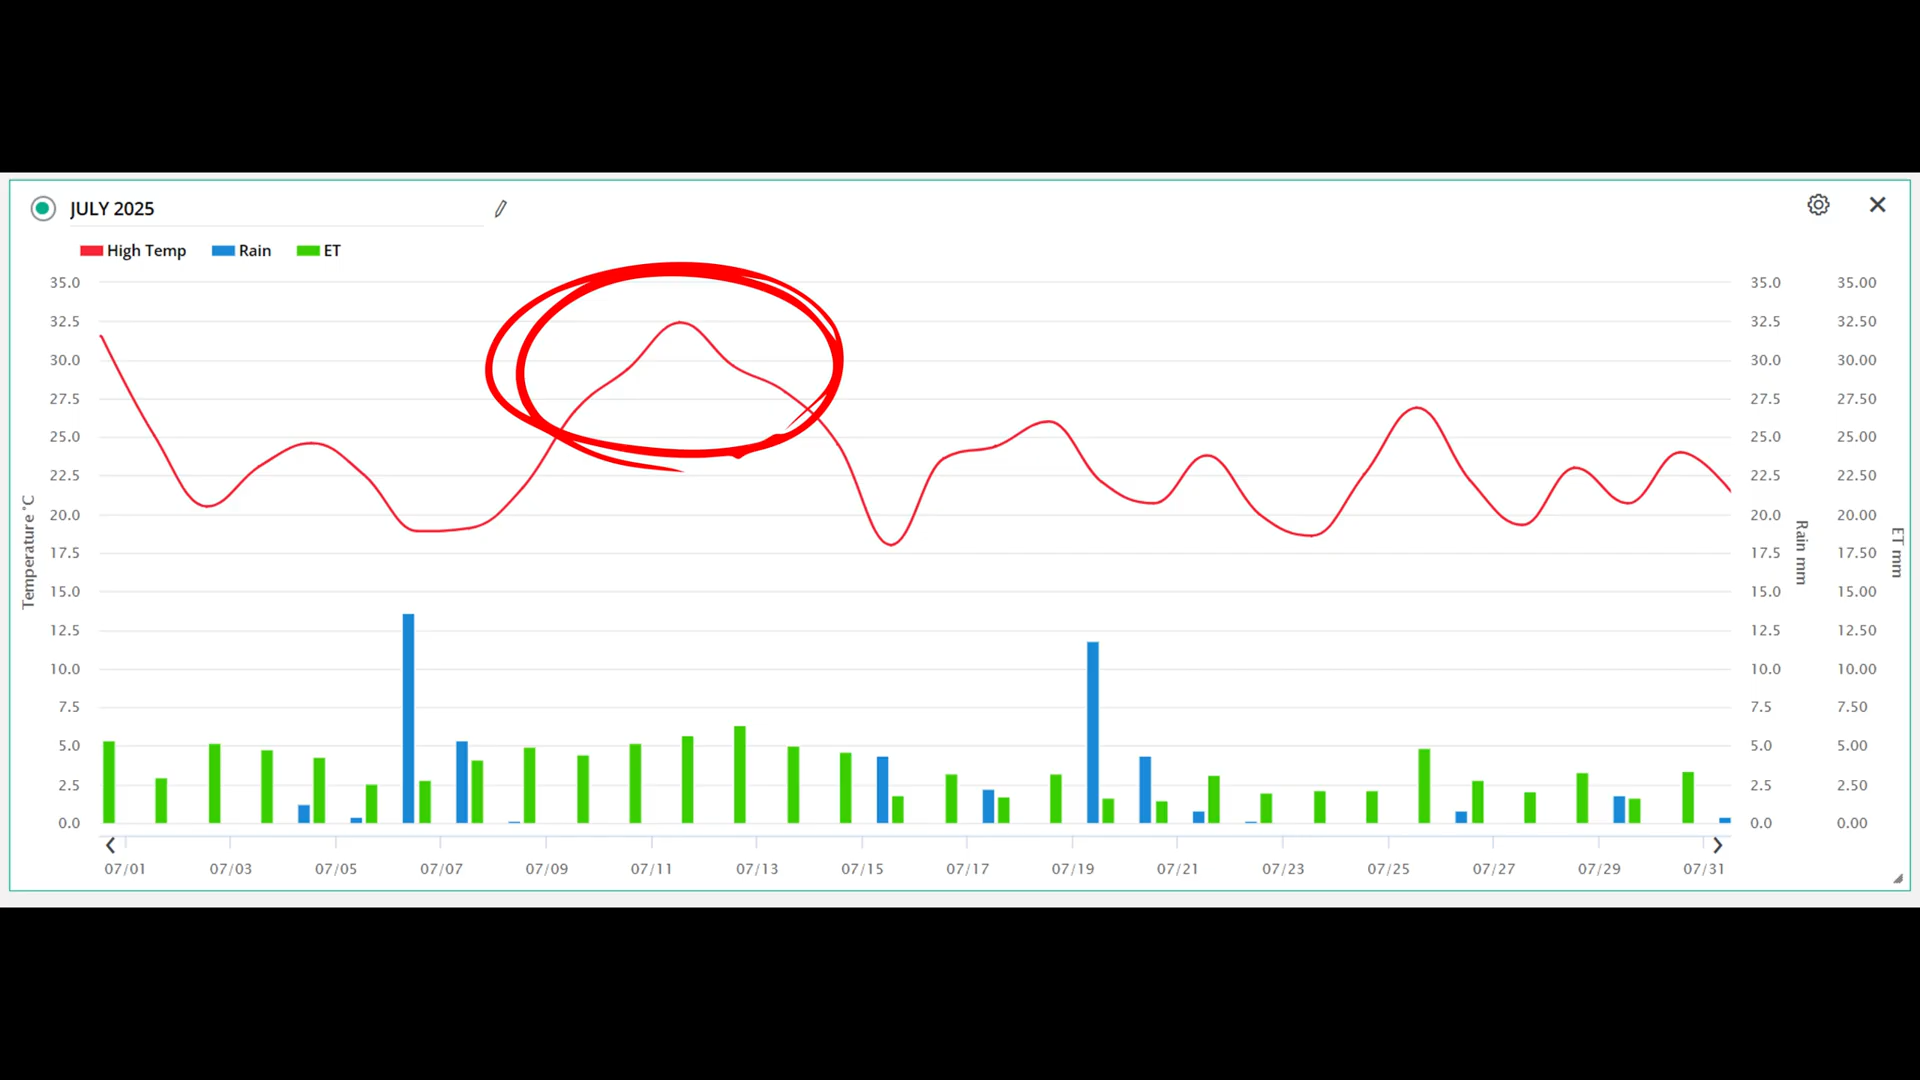 JULY 2025
High Temp Rain ET
35.0 35.0 35.00
32.5 32.5 32.50
30.0 30.0 30.00
27.5 27.5 27.50
25.0 25.0 25.00
22.5 22.5 22.50
20.0 20.0 20.00
17.5 17.5 17.50
15.0 15.0 15.00
12.5 12.5 12.50
10.0 10.0 10.00
7.5 7.5 7.50
5.0 5.0 5.00
2.5 2.5 2.50
0.0 0.0 0.00
Temperature °C
Rain mm
ET mm
07/01 07/03 07/05 07/07 07/09 07/11 07/13 07/15 07/17 07/19 07/21 07/23 07/25 07/27 07/29 07/31